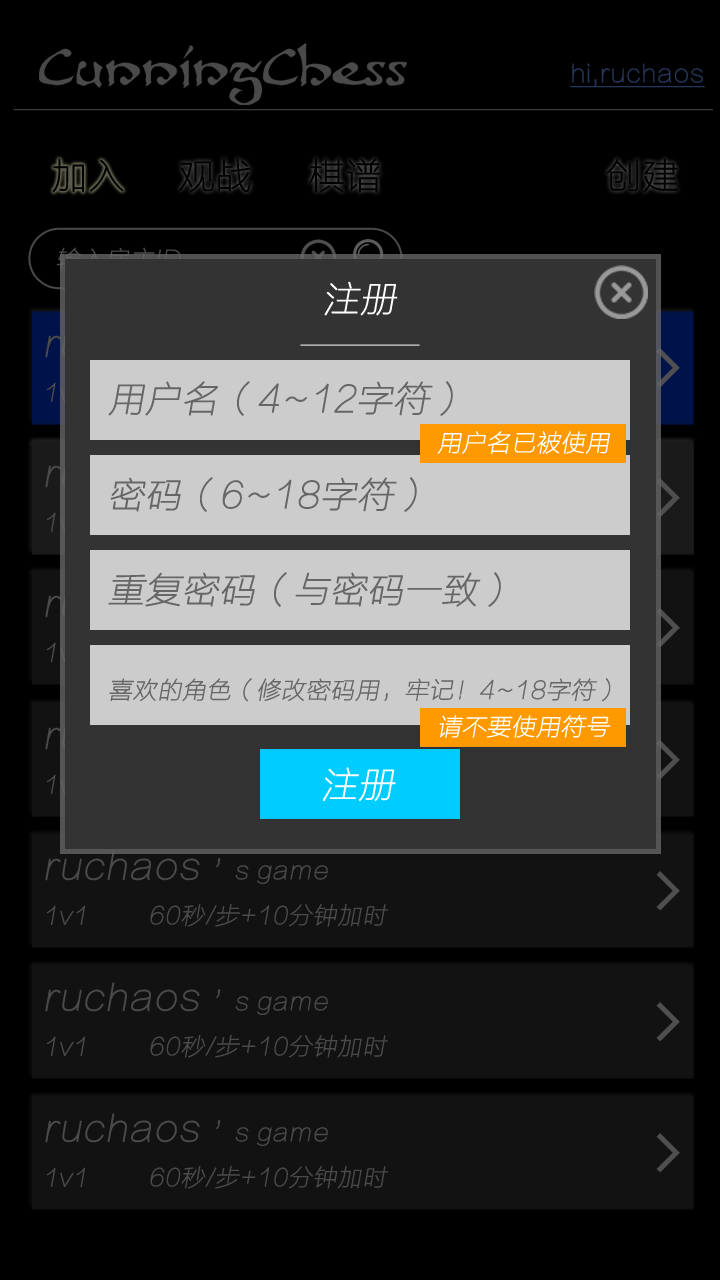 CunningChess
hi,ruchaos
加入 观战 棋谱 创建
注册
用户名（4~12字符）
用户名已被使用
密码（6~18字符）
重复密码（与密码一致）
喜欢的角色（修改密码用，牢记！4~18字符）
请不要使用符号
注册
ruchaos＇s game
1v1 60秒/步+10分钟加时
ruchaos＇s game
1v1 60秒/步+10分钟加时
ruchaos＇s game
1v1 60秒/步+10分钟加时